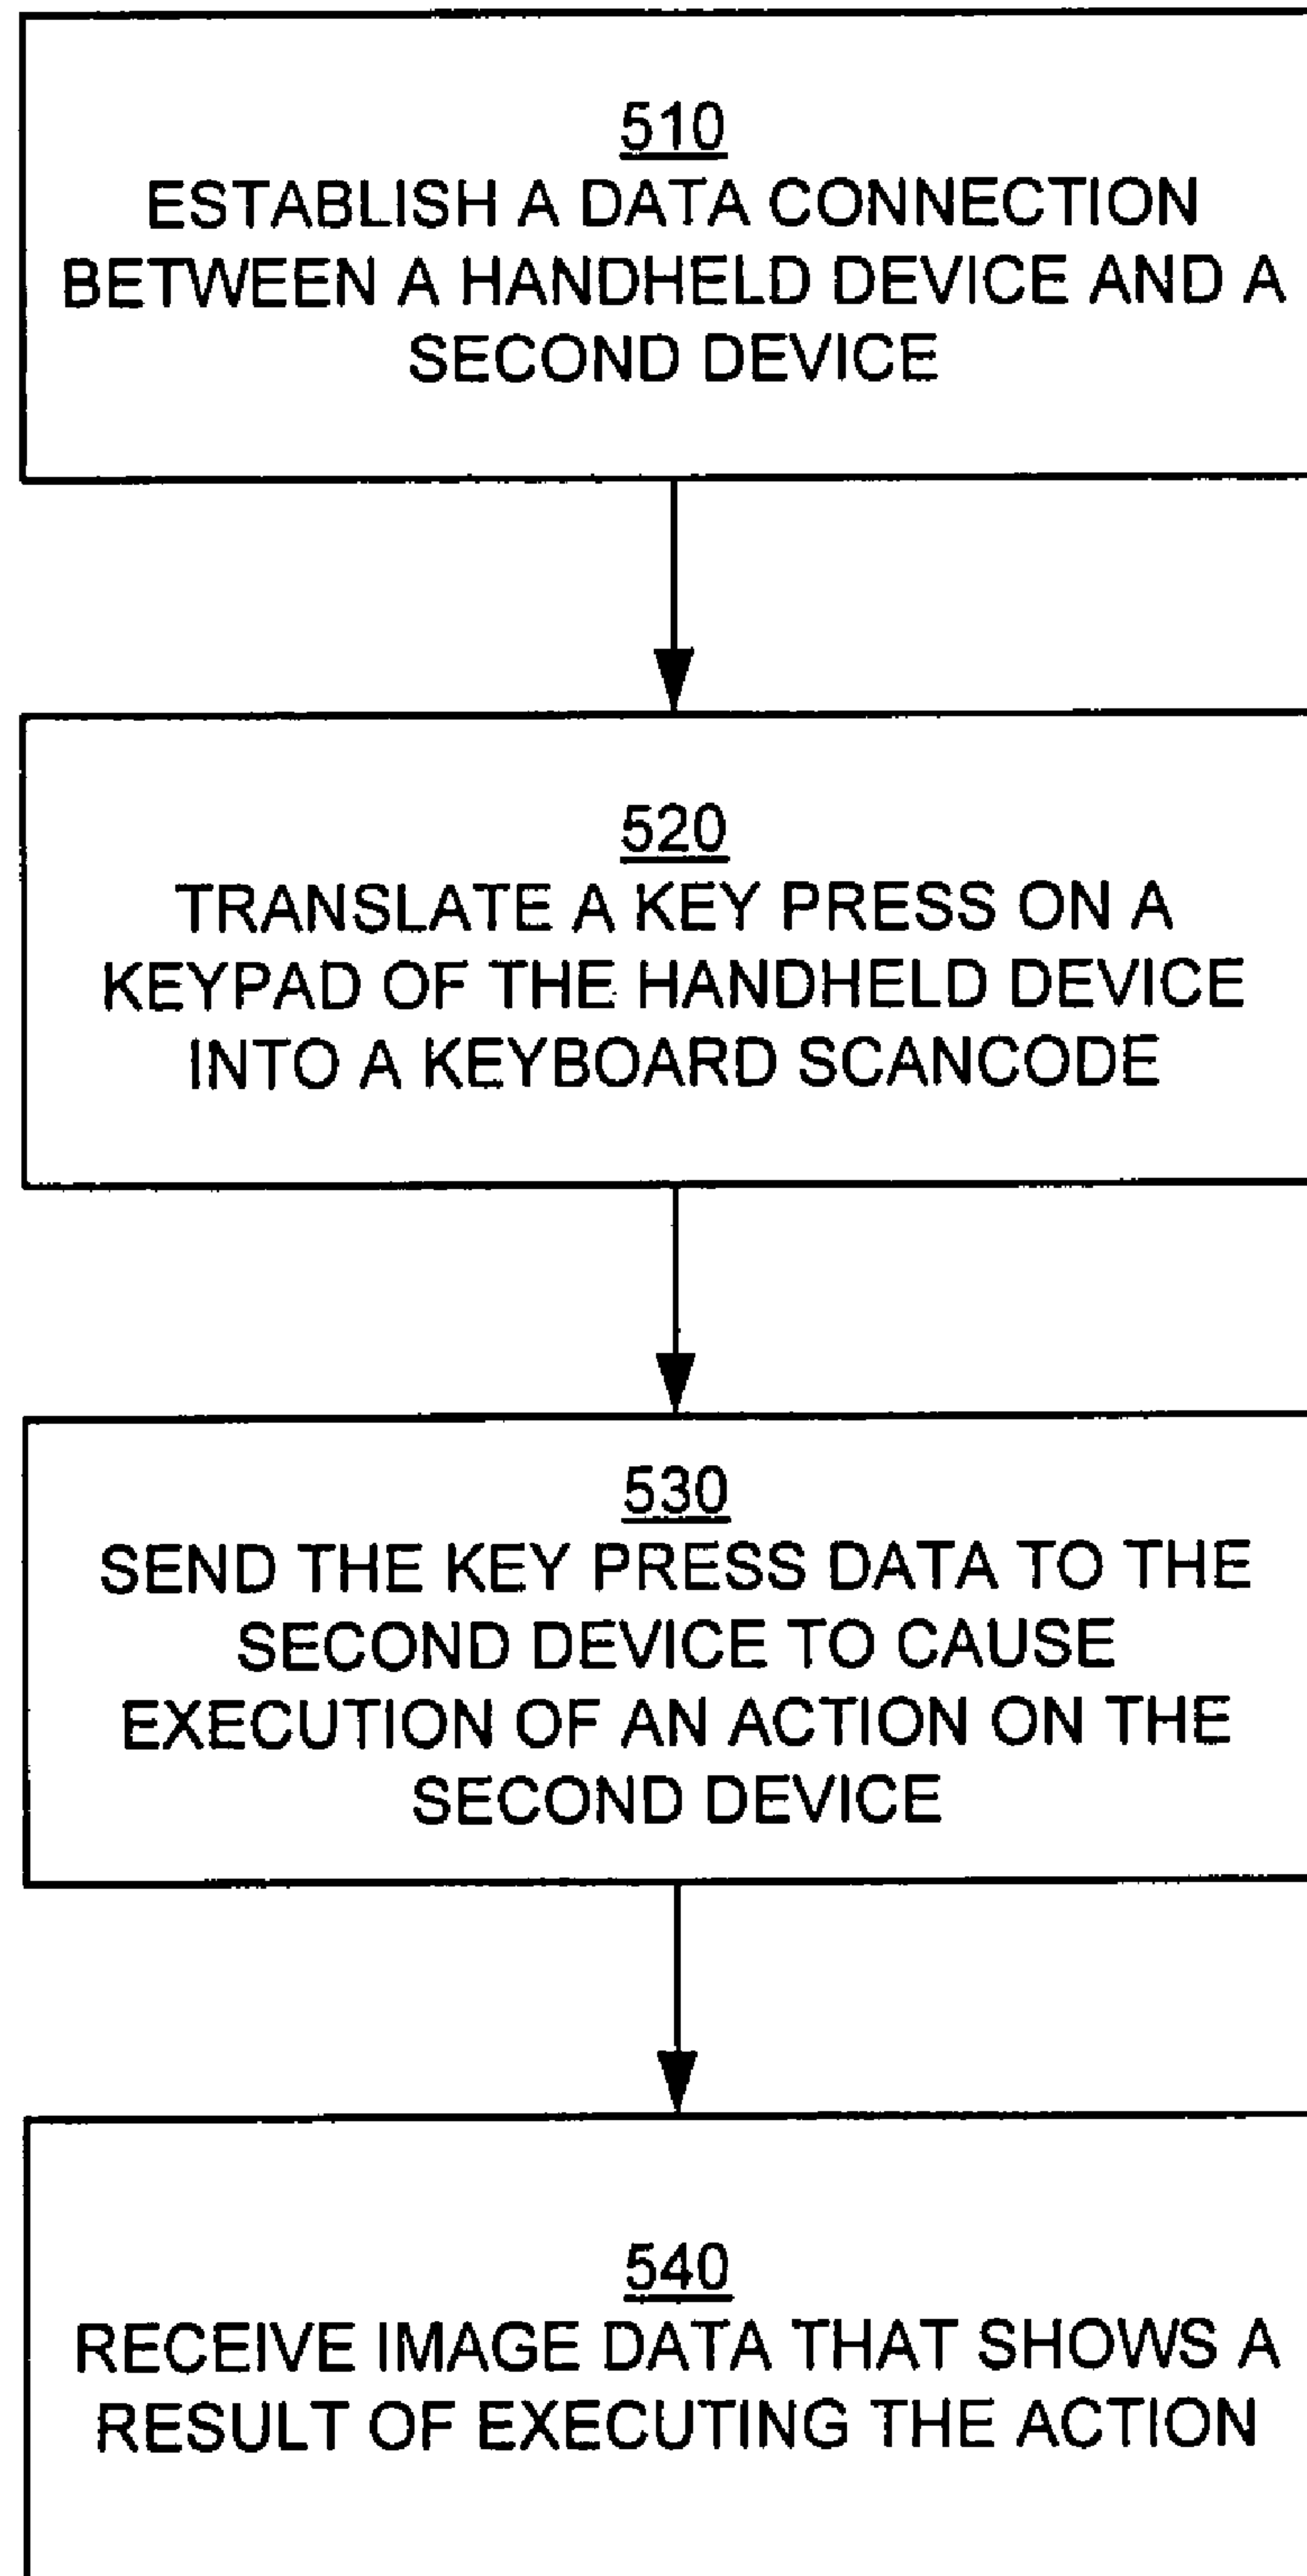 510
ESTABLISH A DATA CONNECTION
BETWEEN A HANDHELD DEVICE AND A
SECOND DEVICE
520
TRANSLATE A KEY PRESS ON A
KEYPAD OF THE HANDHELD DEVICE
INTO A KEYBOARD SCANCODE
530
SEND THE KEY PRESS DATA TO THE
SECOND DEVICE TO CAUSE
EXECUTION OF AN ACTION ON THE
SECOND DEVICE
540
RECEIVE IMAGE DATA THAT SHOWS A
RESULT OF EXECUTING THE ACTION